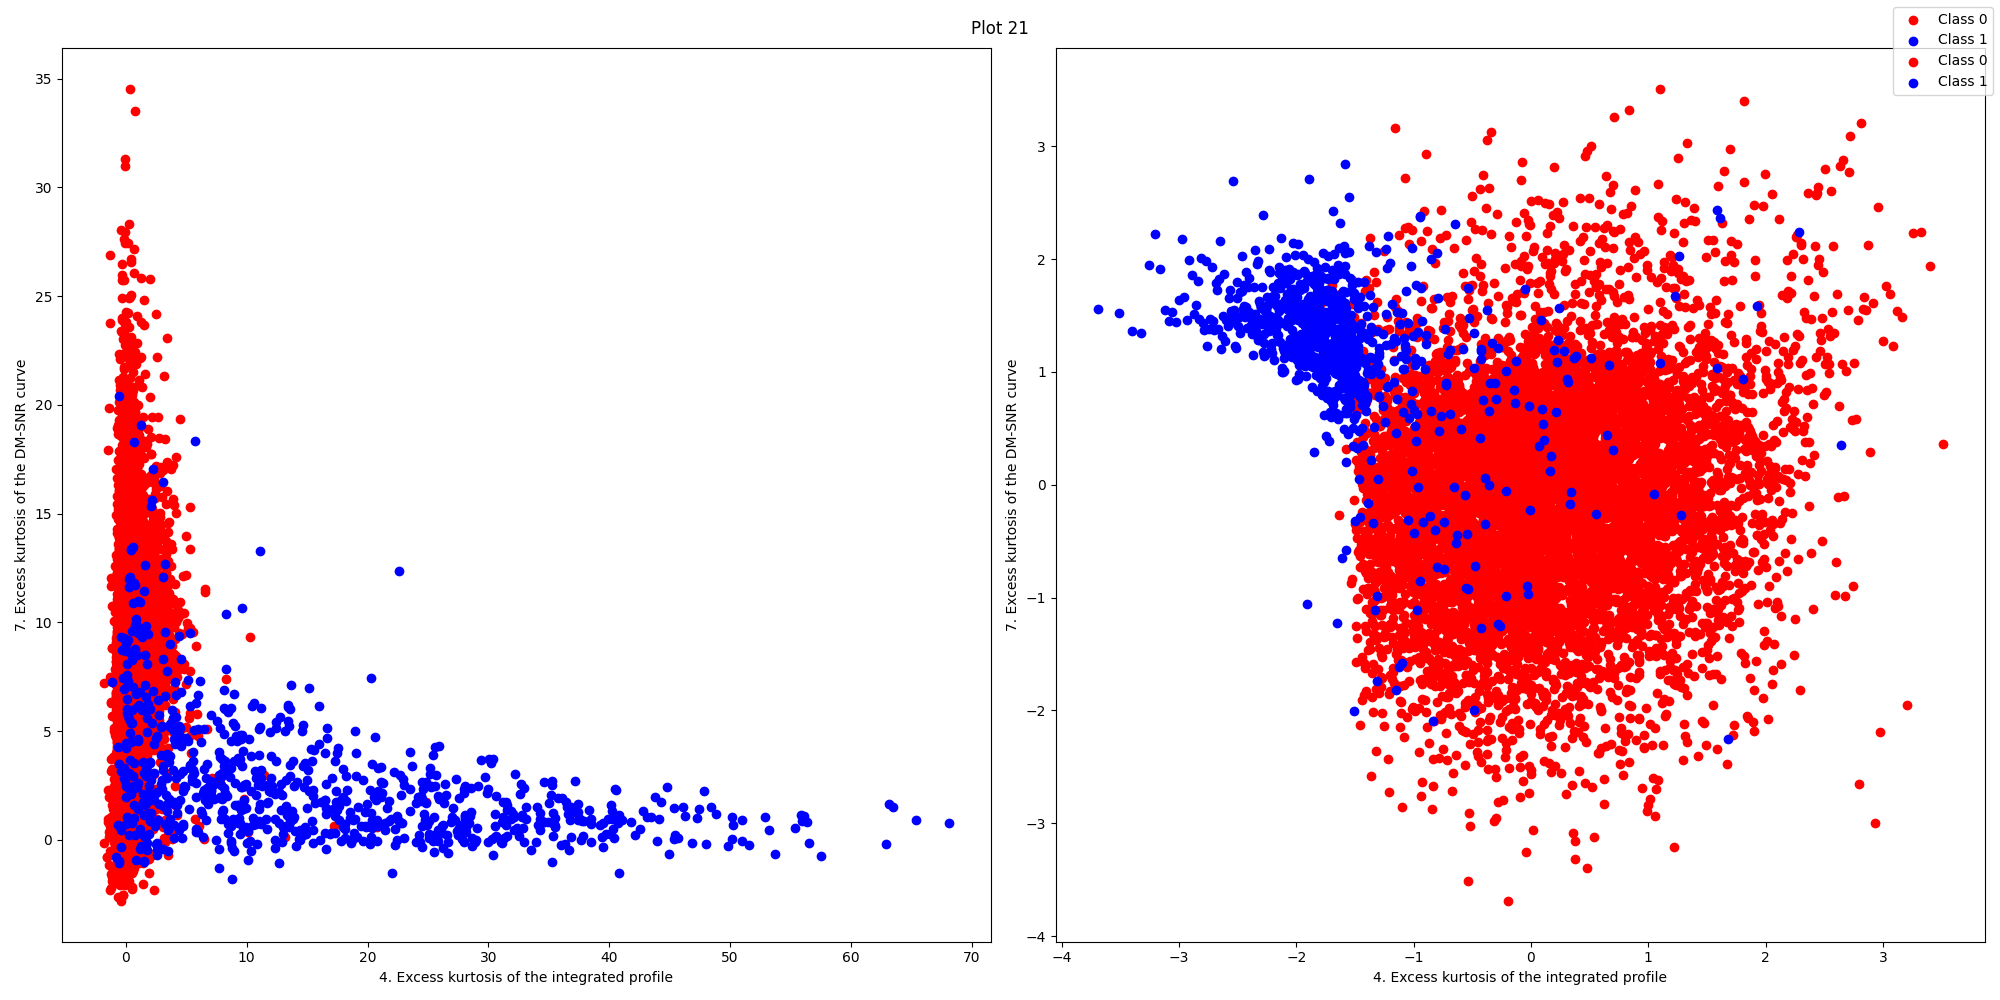 Plot 21
Class 0
Class 1
Class 0
Class 1
7. Excess kurtosis of the DM-SNR curve
35
30
25
20
15
10
5
0
0 10 20 30 40 50 60 70
4. Excess kurtosis of the integrated profile
7. Excess kurtosis of the DM-SNR curve
3
2
1
0
−1
−2
−3
−4
−4 −3 −2 −1 0 1 2 3
4. Excess kurtosis of the integrated profile